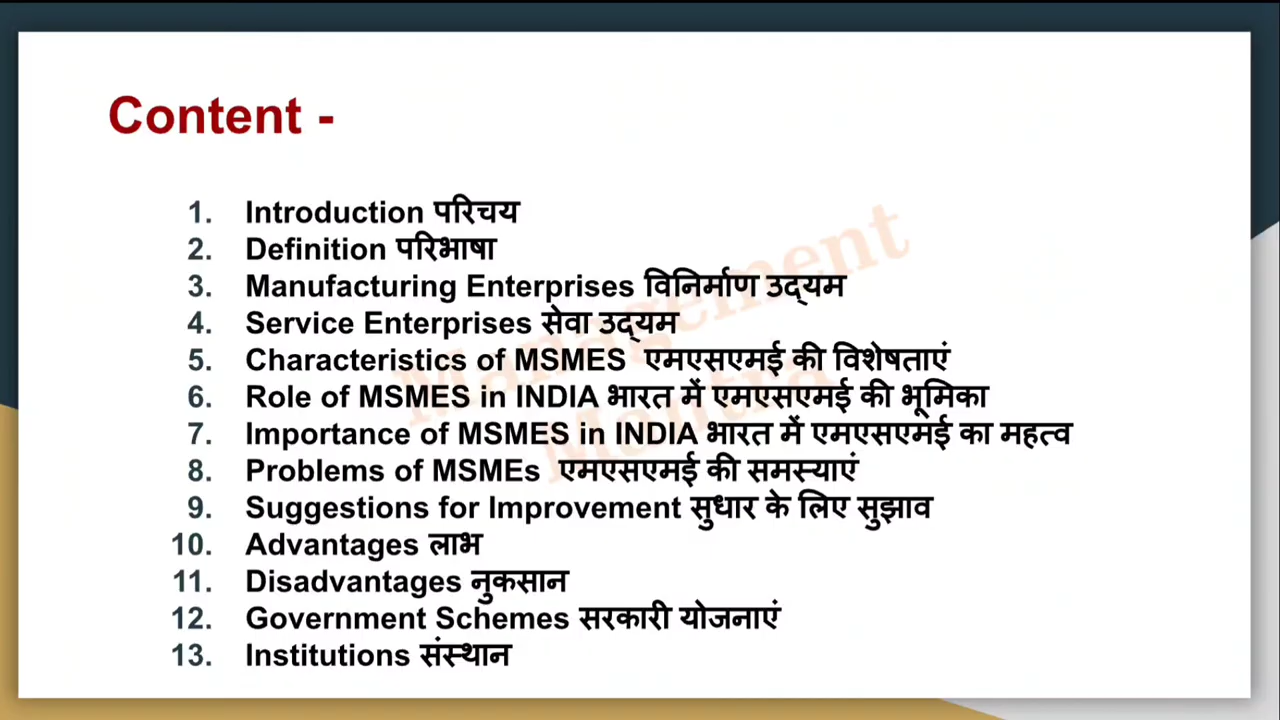 Content -
1. Introduction परिचय
2. Definition परिभाषा
3. Manufacturing Enterprises विनिर्माण उद्यम
4. Service Enterprises सेवा उद्यम
5. Characteristics of MSMES एमएसएमई की विशेषताएं
6. Role of MSMES in INDIA भारत में एमएसएमई की भूमिका
7. Importance of MSMES in INDIA भारत में एमएसएमई का महत्व
8. Problems of MSMEs एमएसएमई की समस्याएं
9. Suggestions for Improvement सुधार के लिए सुझाव
10. Advantages लाभ
11. Disadvantages नुकसान
12. Government Schemes सरकारी योजनाएं
13. Institutions संस्थान
Management
Mantra